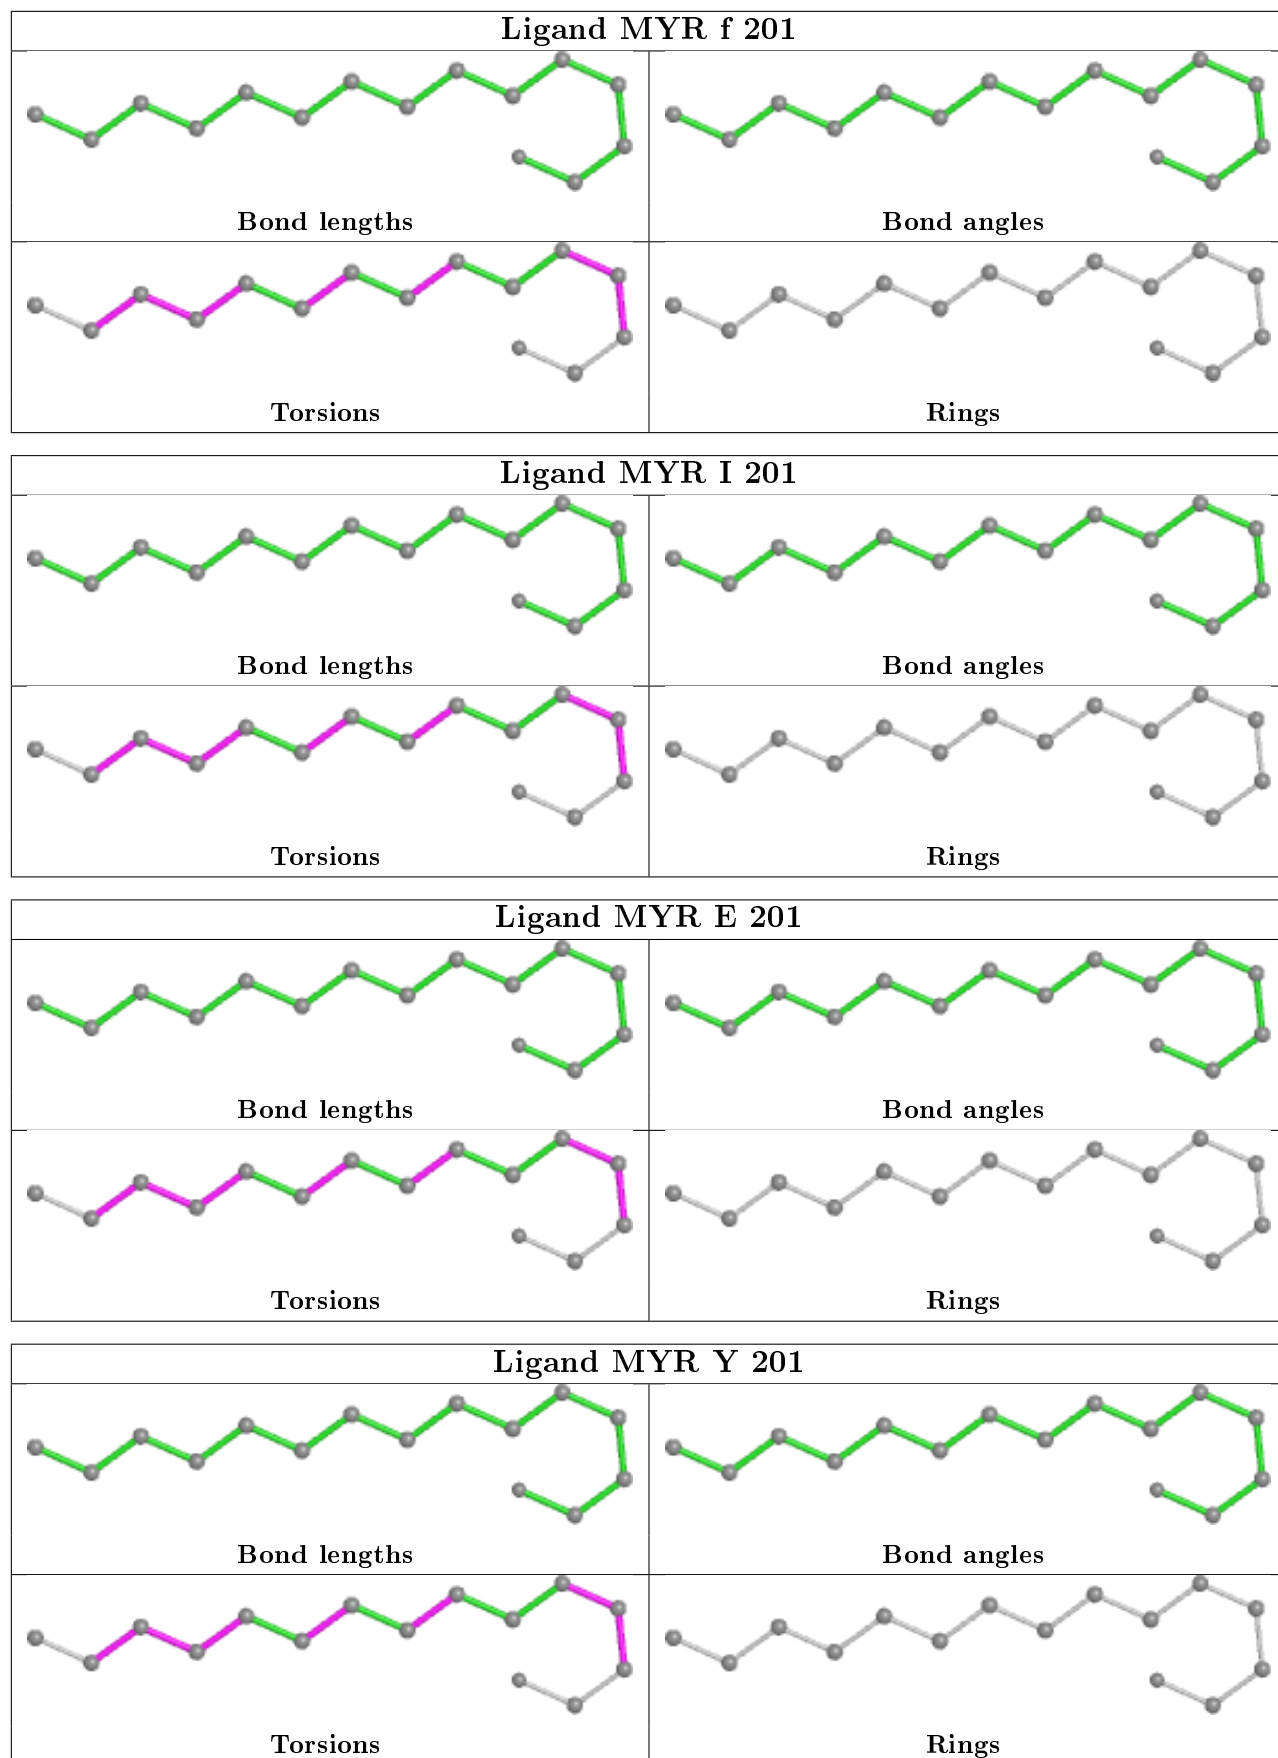 Ligand MYR f 201
Bond lengths
Bond angles
Torsions
Rings
Ligand MYR I 201
Bond lengths
Bond angles
Torsions
Rings
Ligand MYR E 201
Bond lengths
Bond angles
Torsions
Rings
Ligand MYR Y 201
Bond lengths
Bond angles
Torsions
Rings